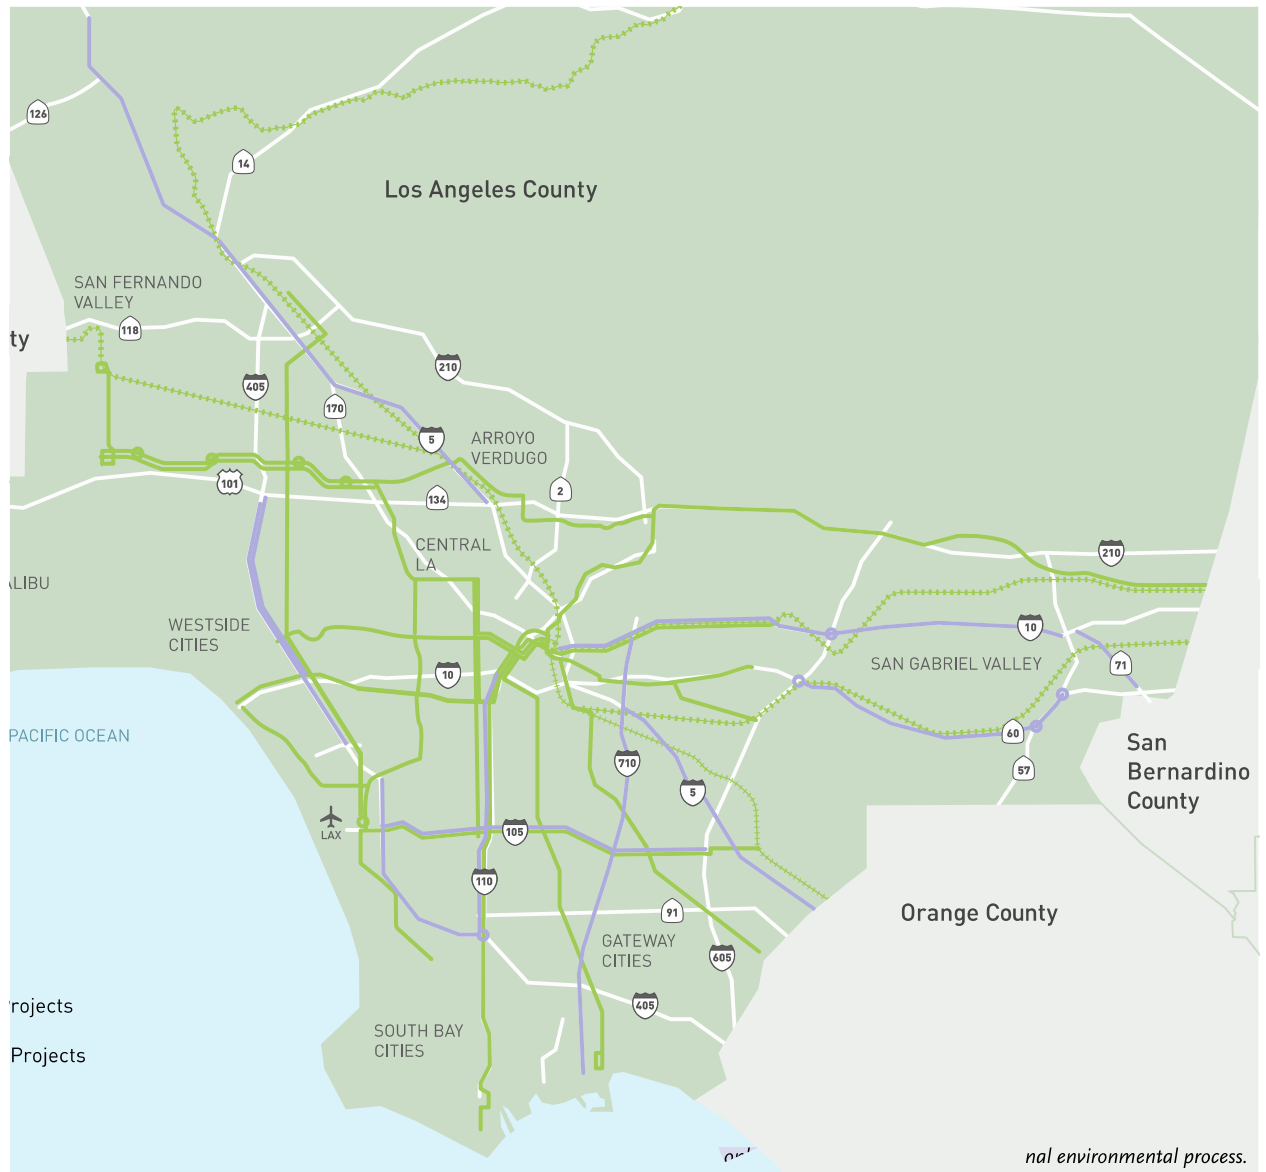 126
14
Los Angeles County
SAN FERNANDO
VALLEY
118
ty
210
405
170
5
ARROYO
VERDUGO
101
134
2
CENTRAL
LA
210
ALIBU
WESTSIDE
CITIES
10
10
SAN GABRIEL VALLEY
71
PACIFIC OCEAN
60
San
Bernardino
County
710
57
5
LAX
105
110
91
Orange County
GATEWAY
CITIES
605
rojects
405
SOUTH BAY
CITIES
Projects
nal environmental process.